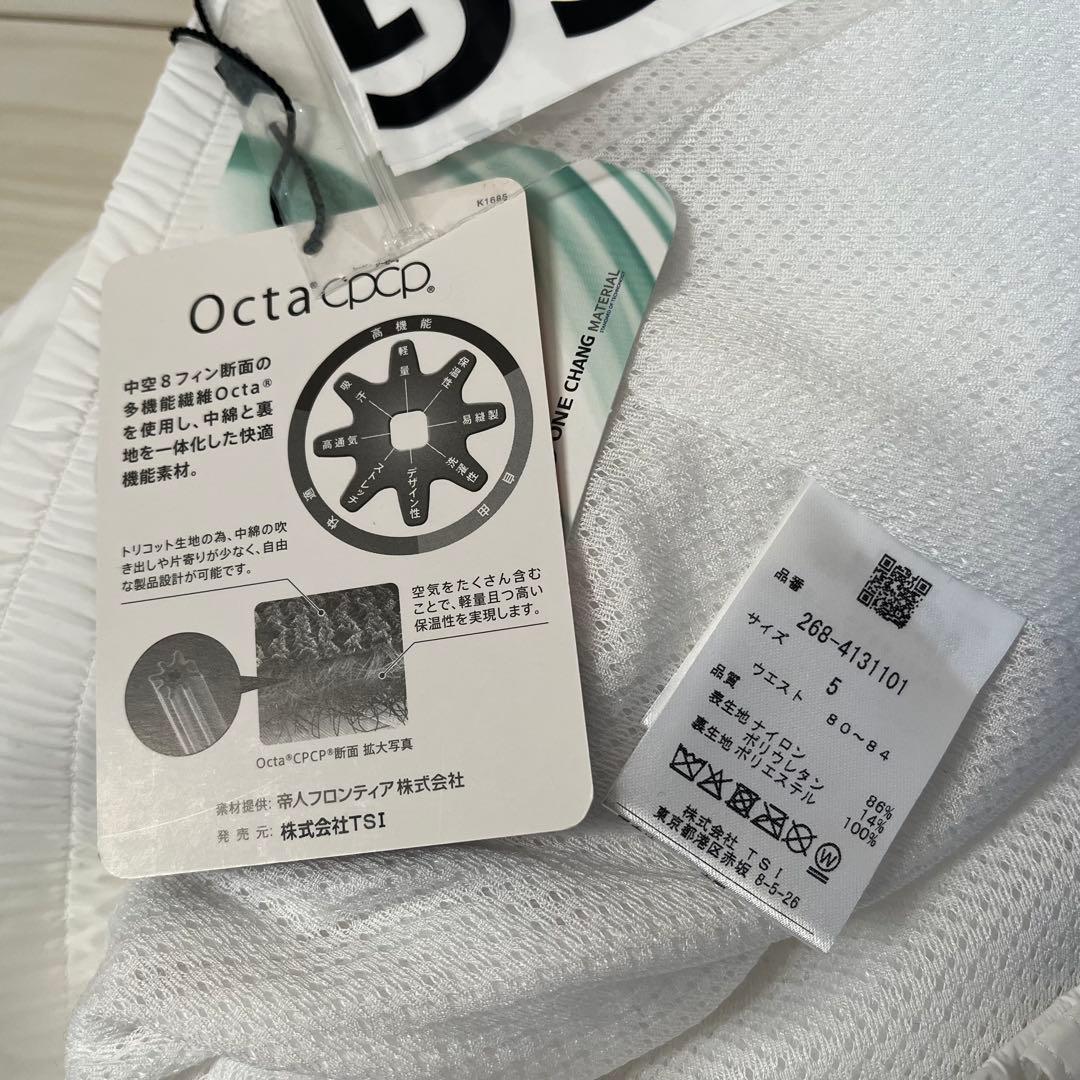 K1685
Octa® CPCP®
中空8フィン断面の
多機能繊維Octa®
を使用し、中綿と裏
地を一体化した快適
機能素材。
高機能
自由
快適
軽量
保温性
易縫製
洗濯性
デザイン性
ストレッチ
高通気
吸汗
トリコット生地の為、中綿の吹
き出しや片寄りが少なく、自由
な製品設計が可能です。
空気をたくさん含む
ことで、軽量且つ高い
保温性を実現します。
Octa®CPCP®断面 拡大写真
素材提供: 帝人フロンティア株式会社
発売元: 株式会社TSI
ONE CHANG MATERIAL
品番
268-4131101
サイズ
5
ウエスト 80~84
品質
表生地 ナイロン 86%
ポリウレタン 14%
裏生地 ポリエステル 100%
W
株式会社 TSI
東京都港区赤坂 8-5-26